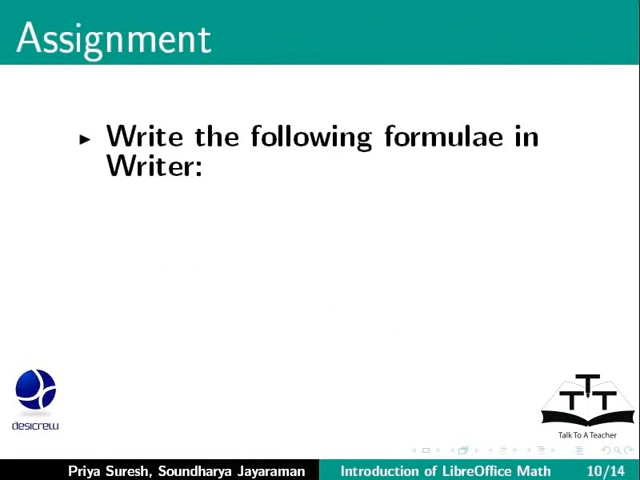 Assignment
Write the following formulae in
Writer:
desicrew
T T T
Talk To A Teacher
Priya Suresh, Soundharya Jayaraman
Introduction of LibreOffice Math
10/14